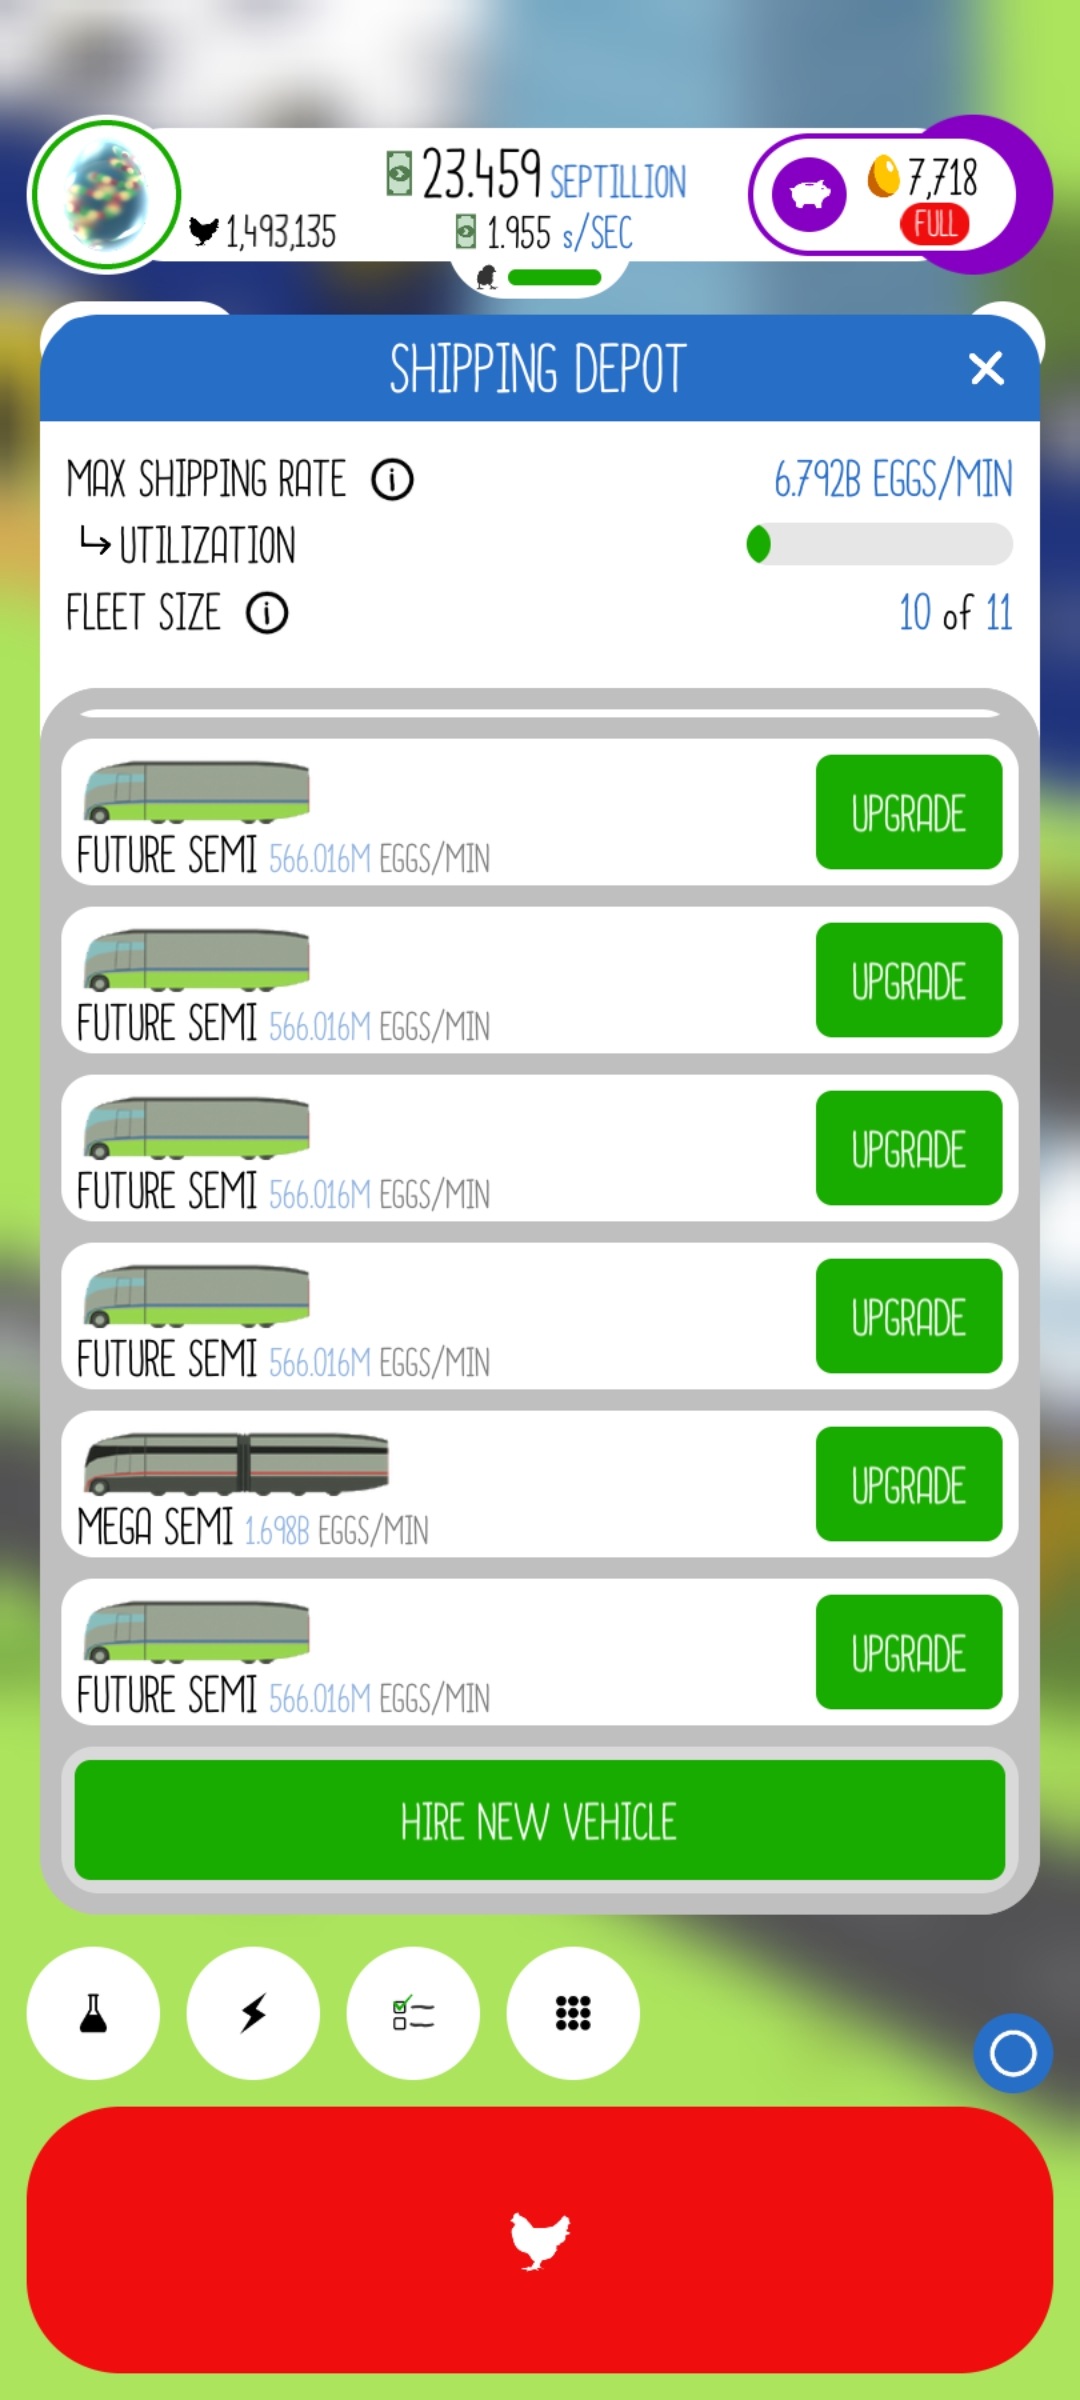 23.459 SEPTILLION
7,718
1,493,135
1.955 s/SEC
FULL
SHIPPING DEPOT
MAX SHIPPING RATE
6.792B EGGS/MIN
UTILIZATION
FLEET SIZE
10 of 11
UPGRADE
FUTURE SEMI 566.016M EGGS/MIN
UPGRADE
FUTURE SEMI 566.016M EGGS/MIN
UPGRADE
FUTURE SEMI 566.016M EGGS/MIN
UPGRADE
FUTURE SEMI 566.016M EGGS/MIN
UPGRADE
MEGA SEMI 1.698B EGGS/MIN
UPGRADE
FUTURE SEMI 566.016M EGGS/MIN
HIRE NEW VEHICLE